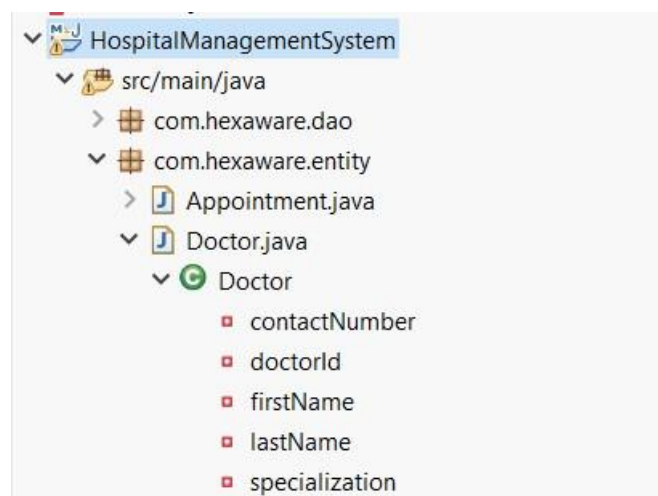 HospitalManagementSystem
src/main/java
com.hexaware.dao
com.hexaware.entity
Appointment.java
Doctor.java
Doctor
contactNumber
doctorId
firstName
lastName
specialization